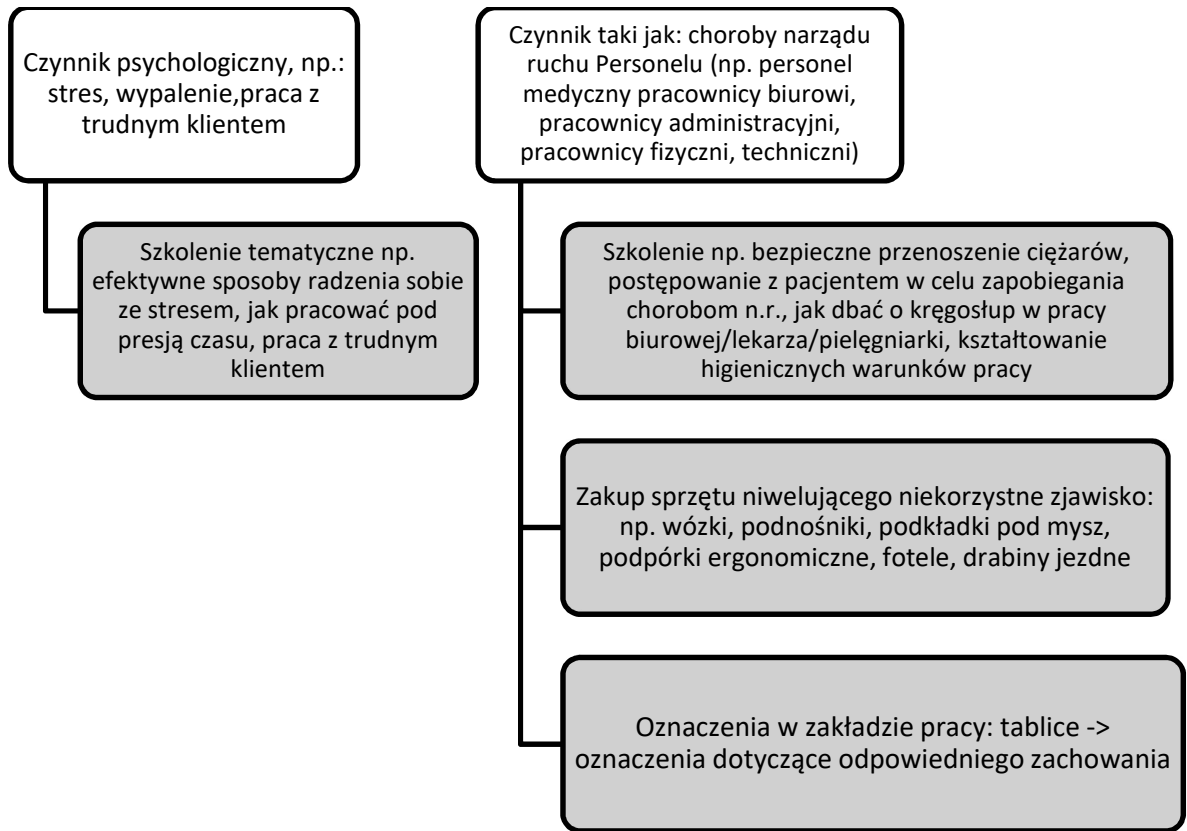 Czynnik psychologiczny, np.:
stres, wypalenie,praca z
trudnym klientem
Szkolenie tematyczne np.
efektywne sposoby radzenia sobie
ze stresem, jak pracować pod
presją czasu, praca z trudnym
klientem
Czynnik taki jak: choroby narządu
ruchu Personelu (np. personel
medyczny pracownicy biurowi,
pracownicy administracyjni,
pracownicy fizyczni, techniczni)
Szkolenie np. bezpieczne przenoszenie ciężarów,
postępowanie z pacjentem w celu zapobiegania
chorobom n.r., jak dbać o kręgosłup w pracy
biurowej/lekarza/pielęgniarki, kształtowanie
higienicznych warunków pracy
Zakup sprzętu niwelującego niekorzystne zjawisko:
np. wózki, podnośniki, podkładki pod mysz,
podpórki ergonomiczne, fotele, drabiny jezdne
Oznaczenia w zakładzie pracy: tablice ->
oznaczenia dotyczące odpowiedniego zachowania